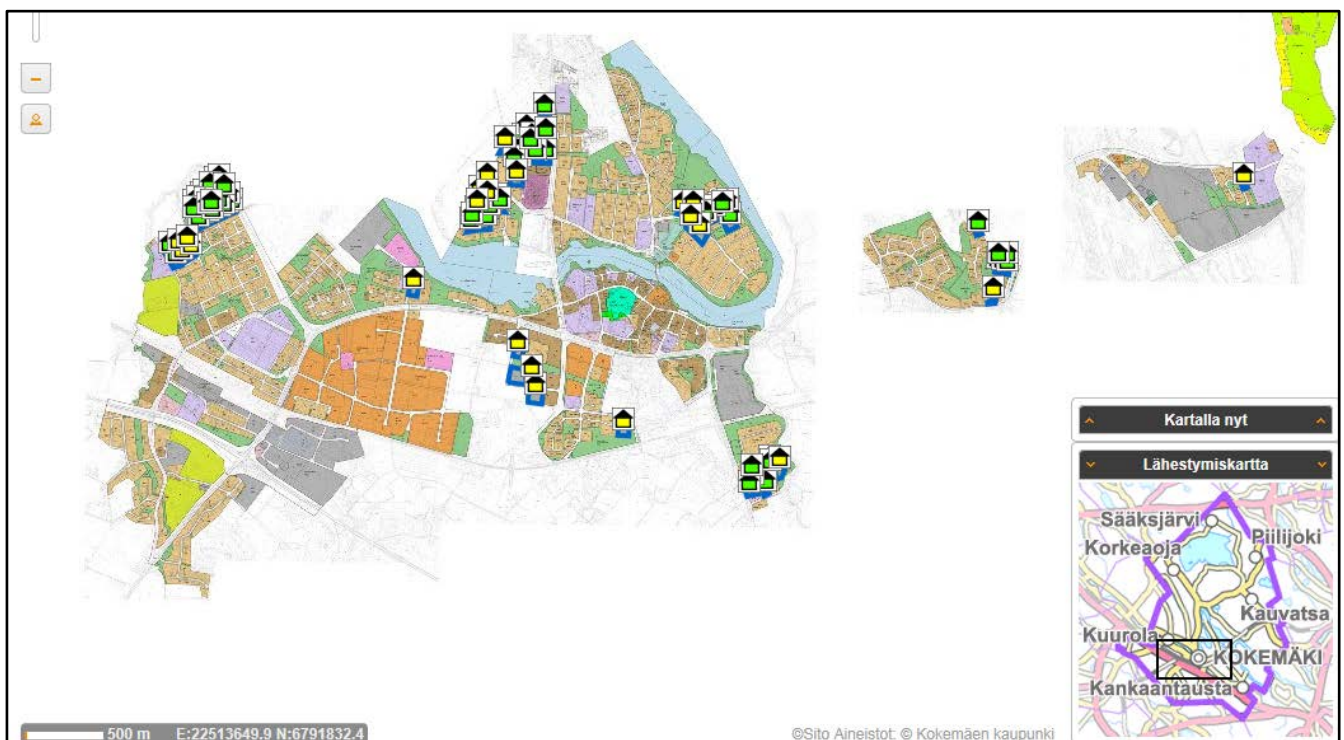 Kartalla nyt
Lähestymiskartta
Sääksjärvi
Piilijoki
Korkeaoja
Kauvatsa
Kuurola
KOKEMÄKI
Kankaantausta
500 m E:22513649.9 N:6791832.4
©Sito Aineistot: © Kokemäen kaupunki